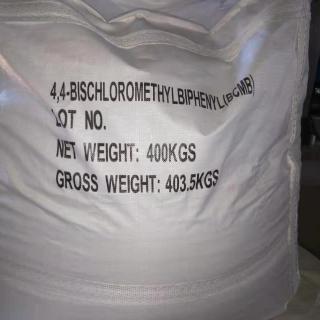 4,4-BISCHLOROMETHYLBIPHENYL(BCMB)
LOT NO.
NET WEIGHT: 400KGS
GROSS WEIGHT: 403.5KGS